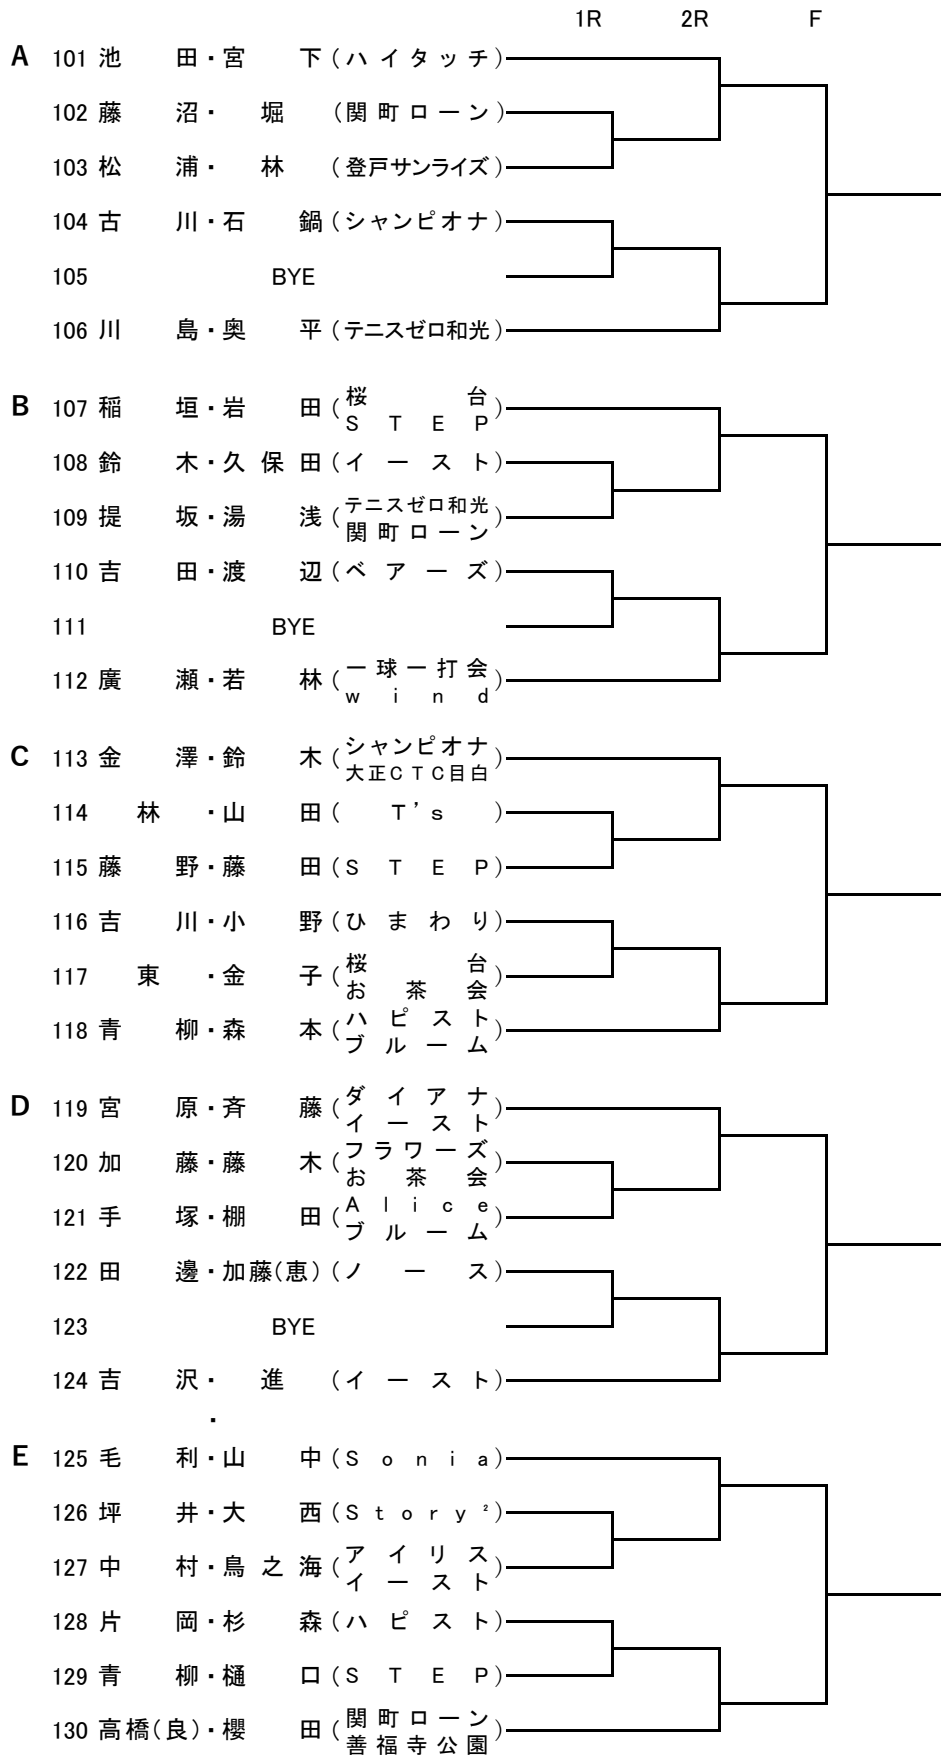 1R 2R F
A 101 池田・宮下(ハイタッチ)
102 藤沼・堀(関町ローン)
103 松浦・林(登戸サンライズ)
104 古川・石鍋(シャンピオナ)
105 BYE
106 川島・奥平(テニスゼロ和光)
B 107 稲垣・岩田(桜台
STEP)
108 鈴木・久保田(イースト)
109 提坂・湯浅(テニスゼロ和光
関町ローン)
110 吉田・渡辺(ベアーズ)
111 BYE
112 廣瀬・若林(一球一打会
wind)
C 113 金澤・鈴木(シャンピオナ
大正CTC目白)
114 林・山田(T's)
115 藤野・藤田(STEP)
116 吉川・小野(ひまわり)
117 東・金子(桜台
お茶会)
118 青柳・森本(ハピスト
ブルーム)
D 119 宮原・斉藤(ダイアナ
イースト)
120 加藤・藤木(フラワーズ
お茶会)
121 手塚・棚田(Alice
ブルーム)
122 田邊・加藤(恵)(ノース)
123 BYE
124 吉沢・進(イースト)
・
E 125 毛利・山中(Sonia)
126 坪井・大西(Story²)
127 中村・鳥之海(アイリス
イースト)
128 片岡・杉森(ハピスト)
129 青柳・樋口(STEP)
130 高橋(良)・櫻田(関町ローン
善福寺公園)